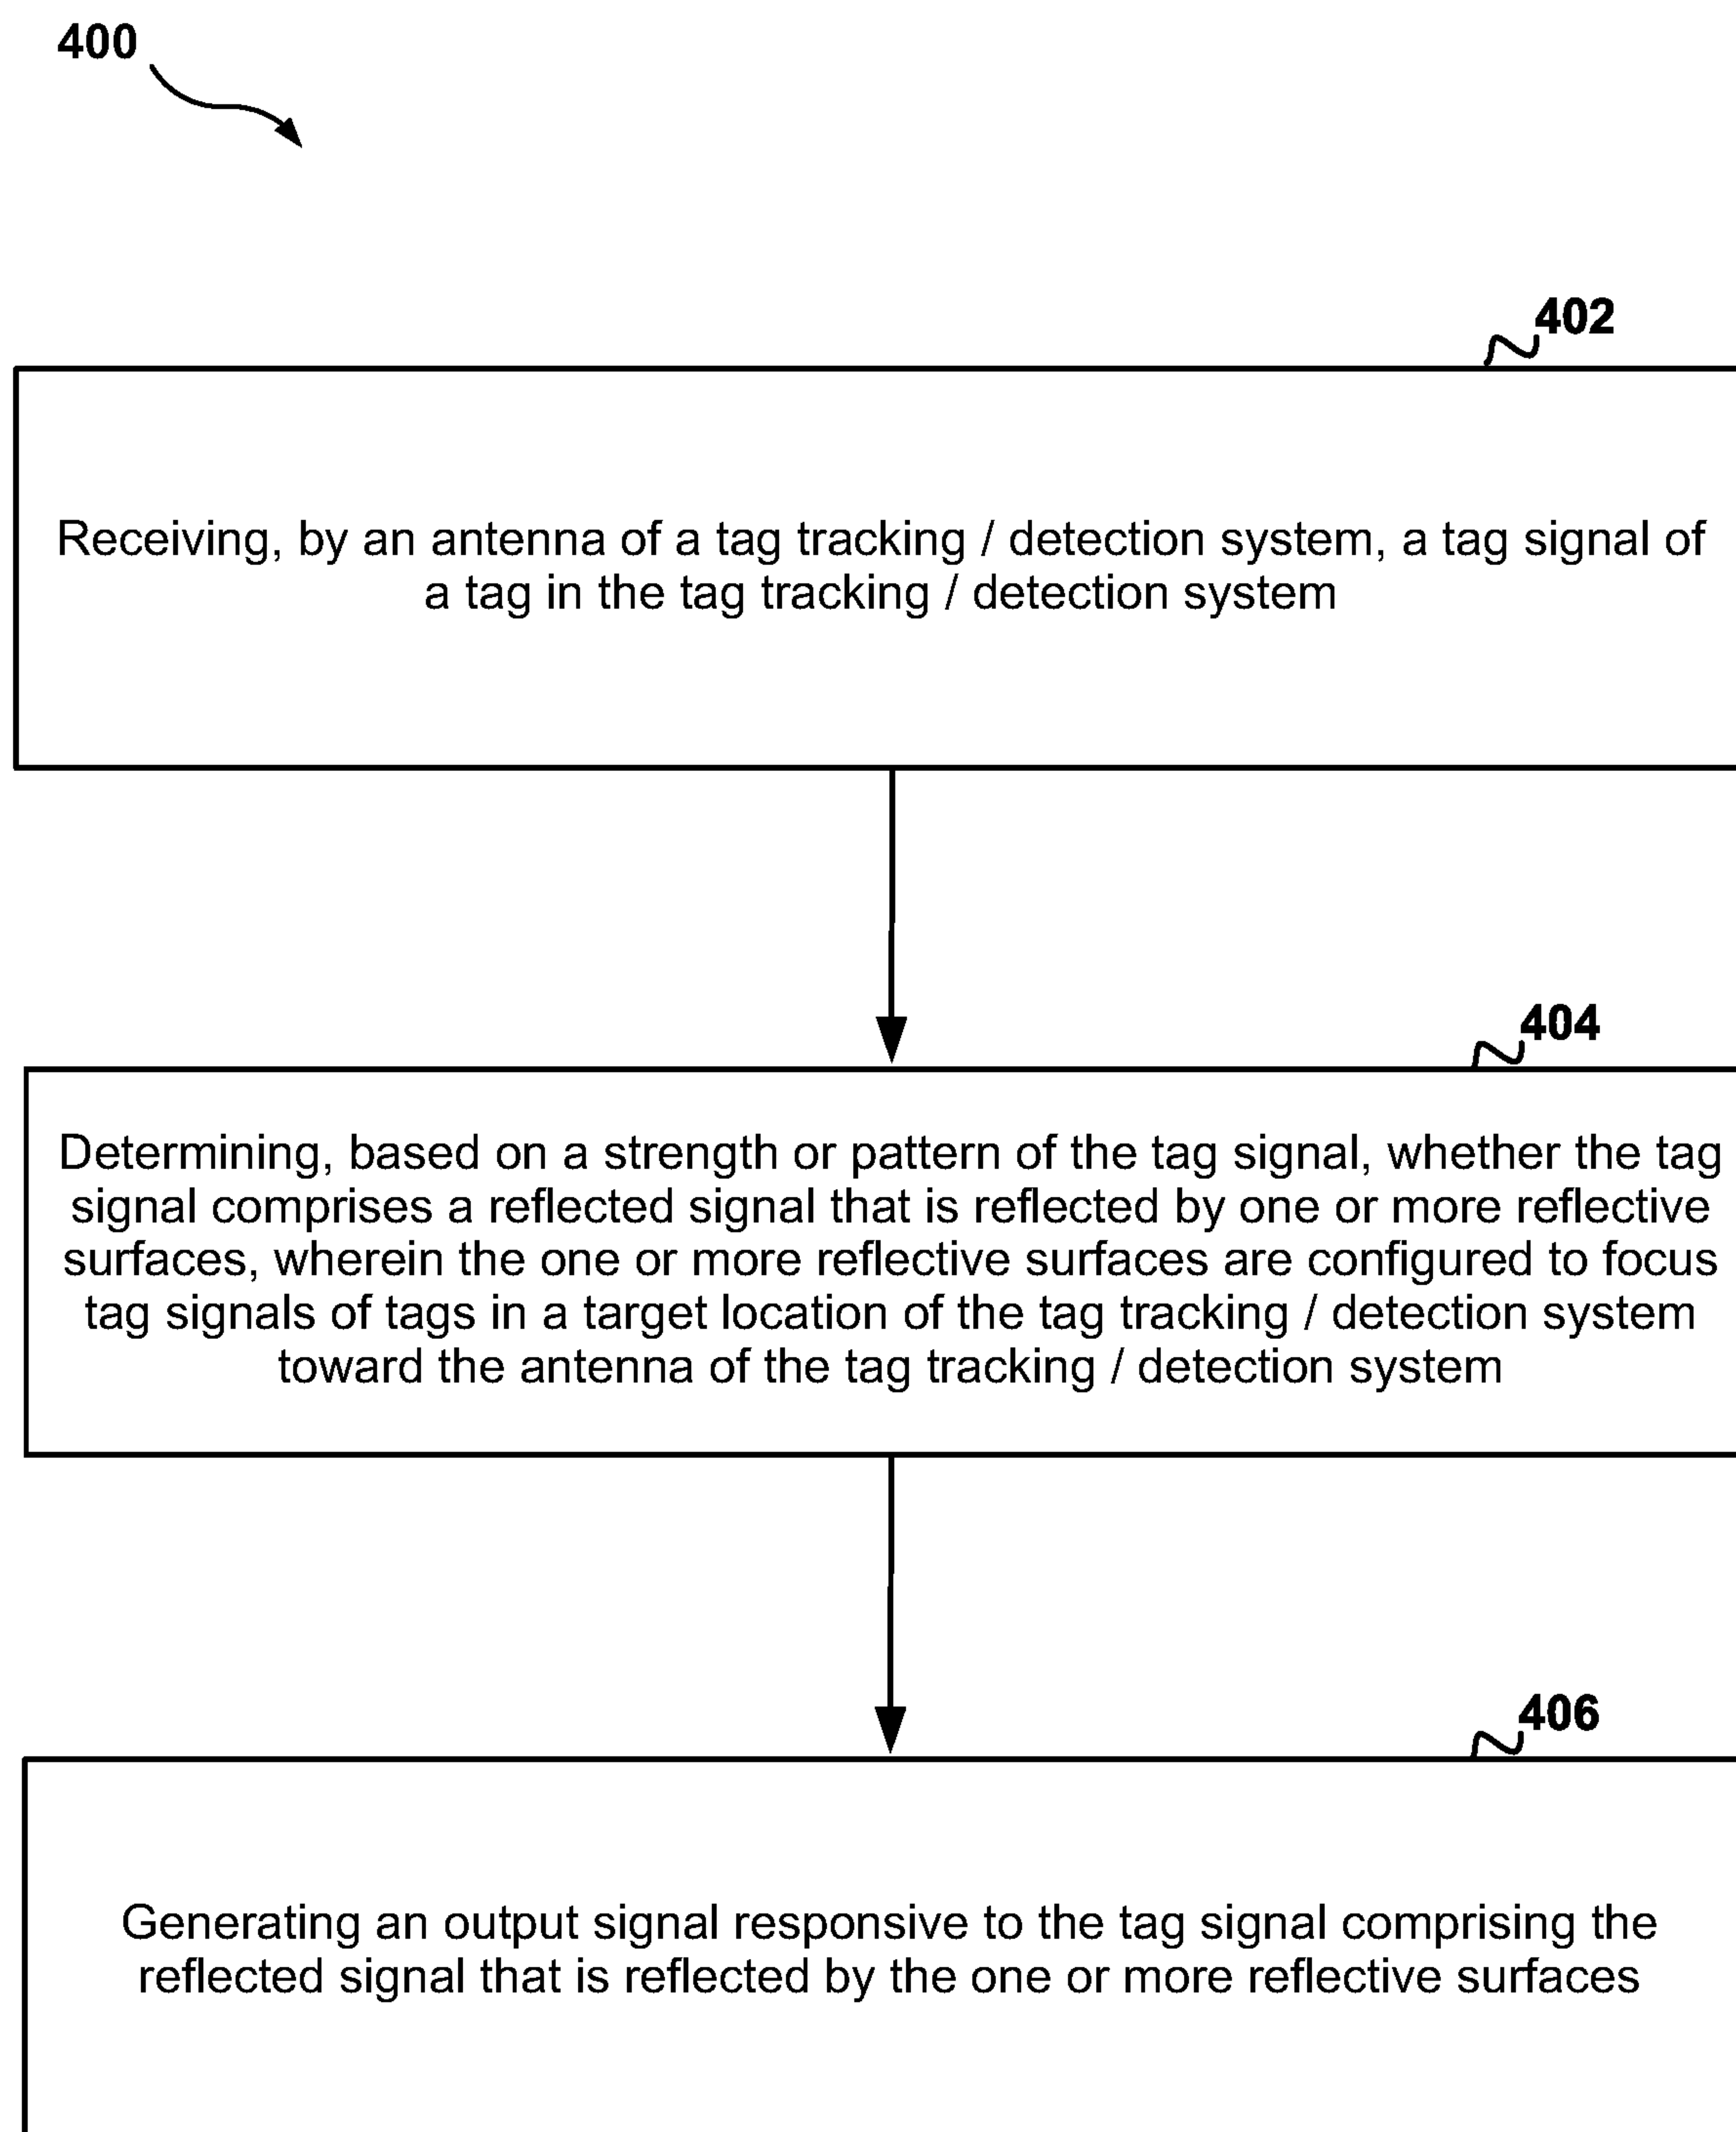 400
402
Receiving, by an antenna of a tag tracking / detection system, a tag signal of
a tag in the tag tracking / detection system
404
Determining, based on a strength or pattern of the tag signal, whether the tag
signal comprises a reflected signal that is reflected by one or more reflective
surfaces, wherein the one or more reflective surfaces are configured to focus
tag signals of tags in a target location of the tag tracking / detection system
toward the antenna of the tag tracking / detection system
406
Generating an output signal responsive to the tag signal comprising the
reflected signal that is reflected by the one or more reflective surfaces